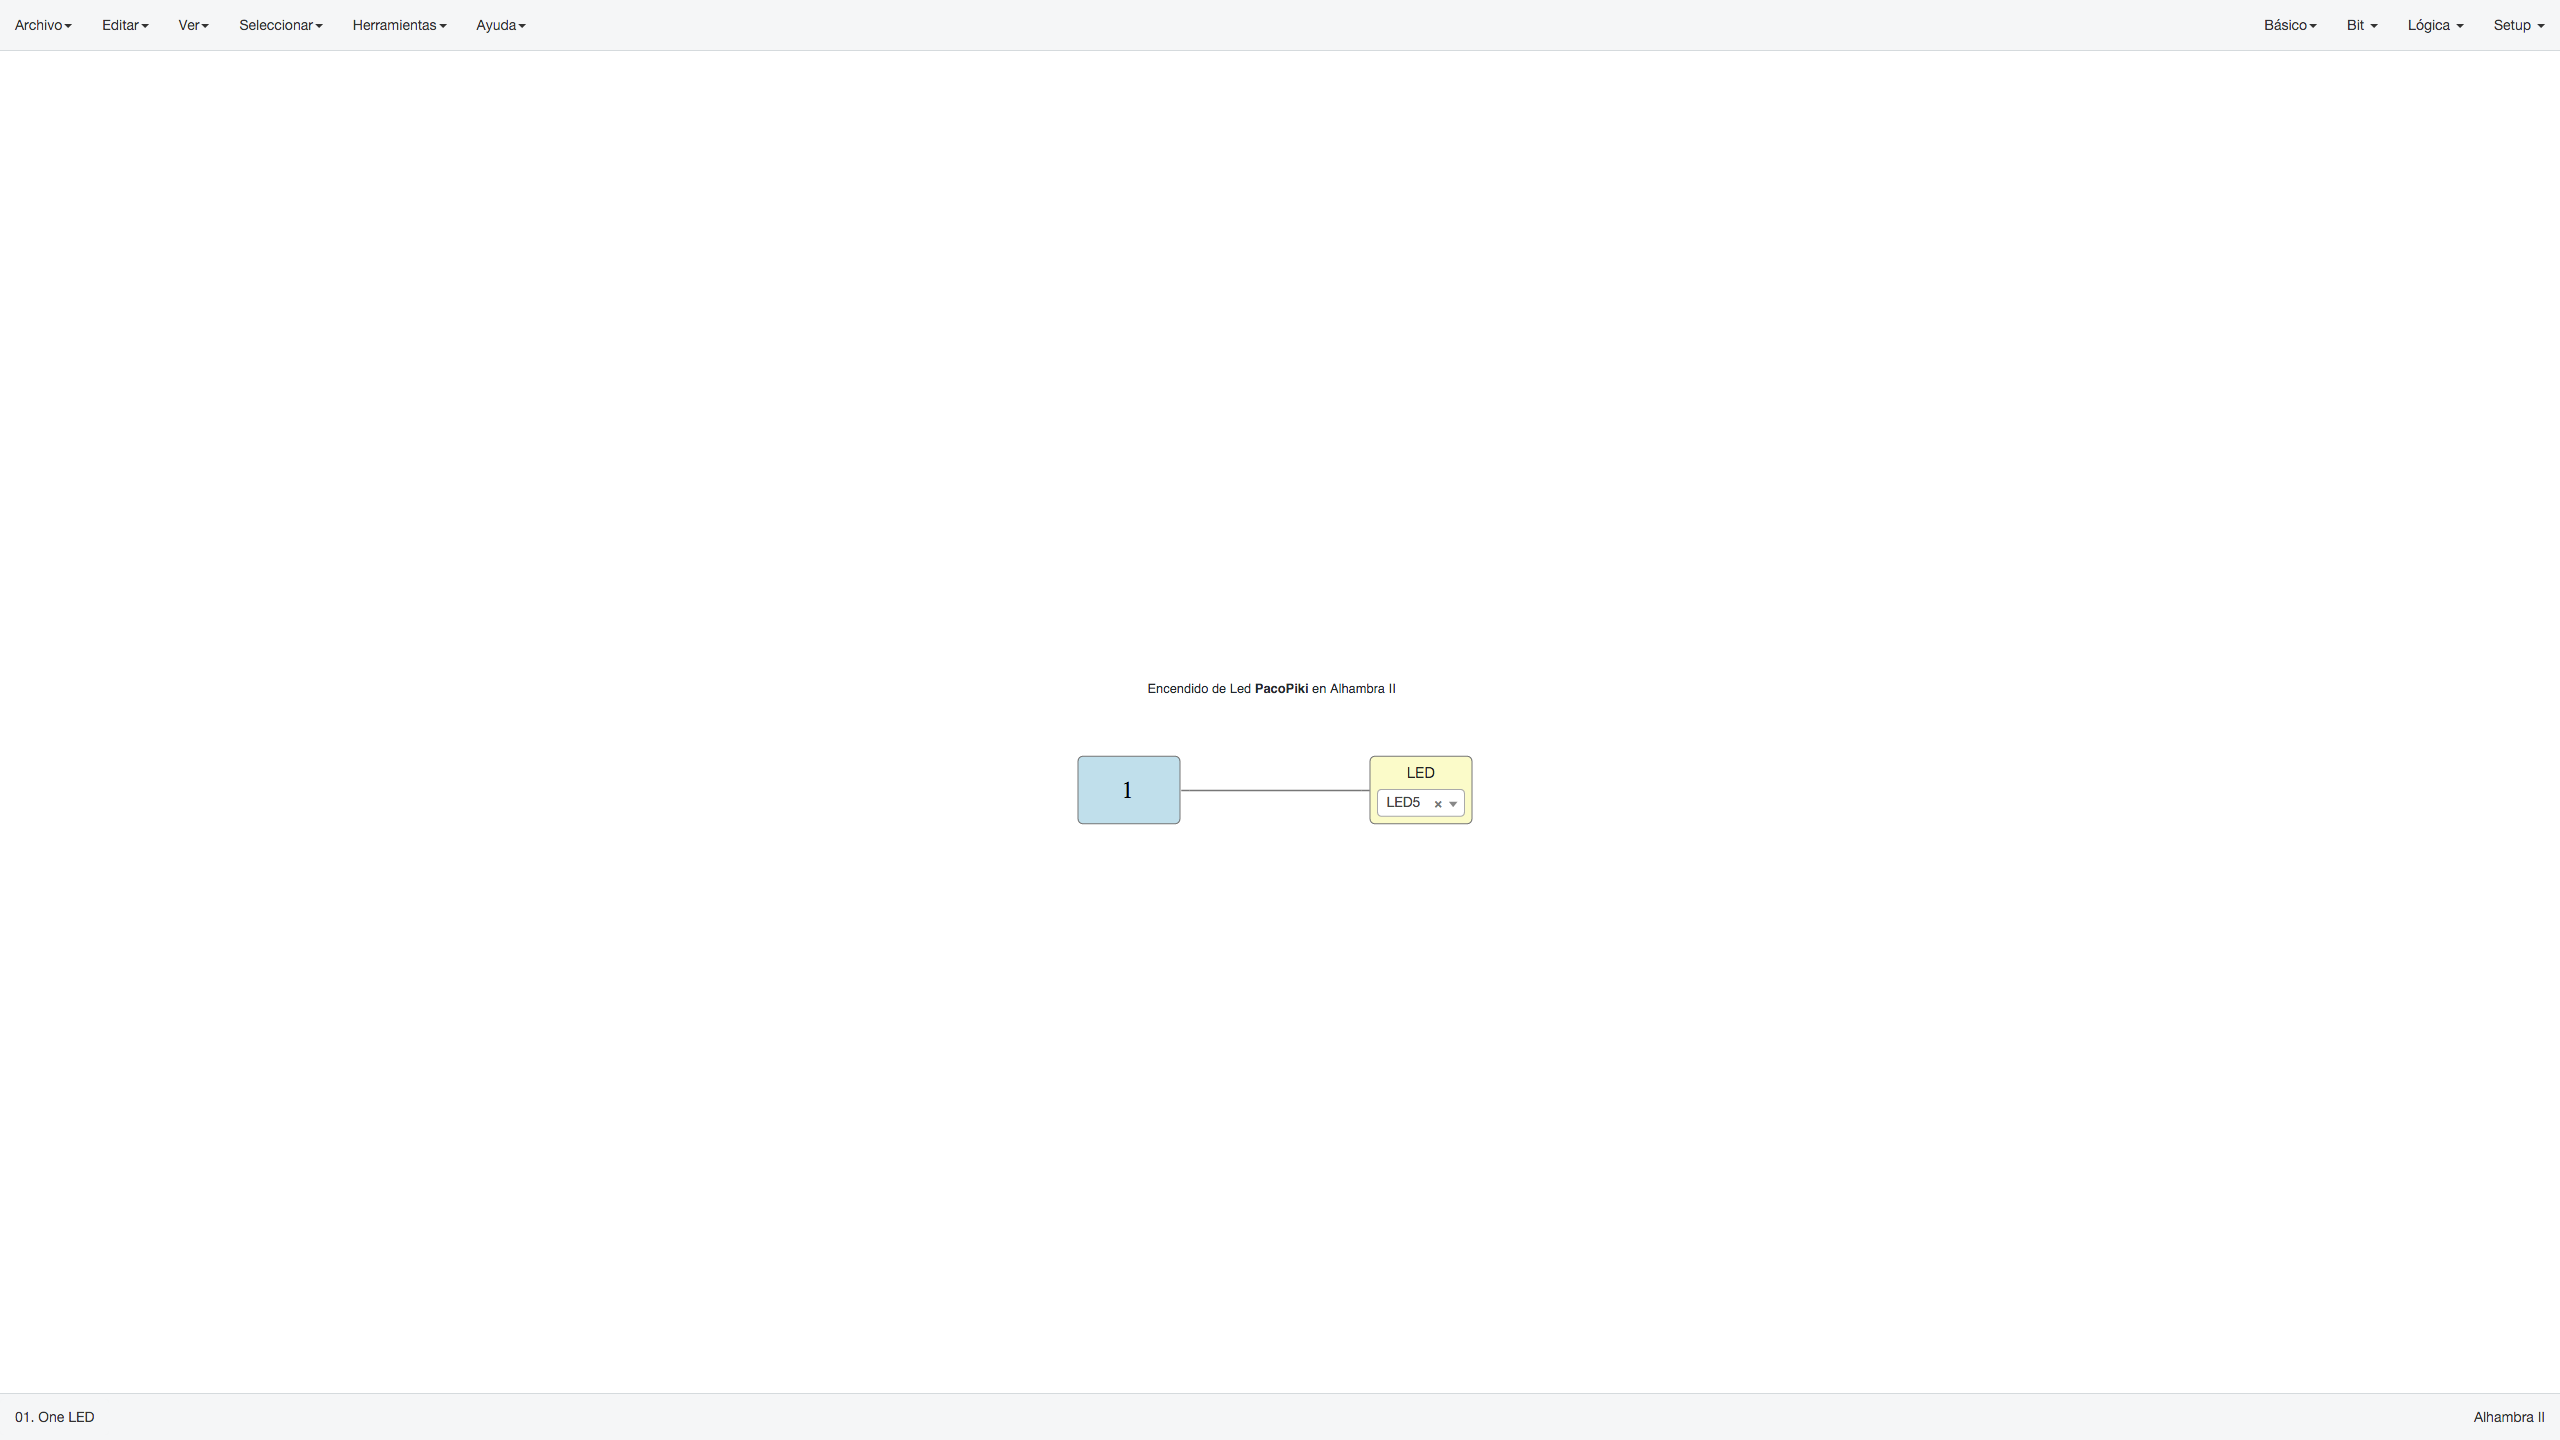 Archivo Editar Ver Seleccionar Herramientas Ayuda Básico Bit Lógica Setup
Encendido de Led PacoPiki en Alhambra II
1
LED
LED5 ×
01. One LED Alhambra II